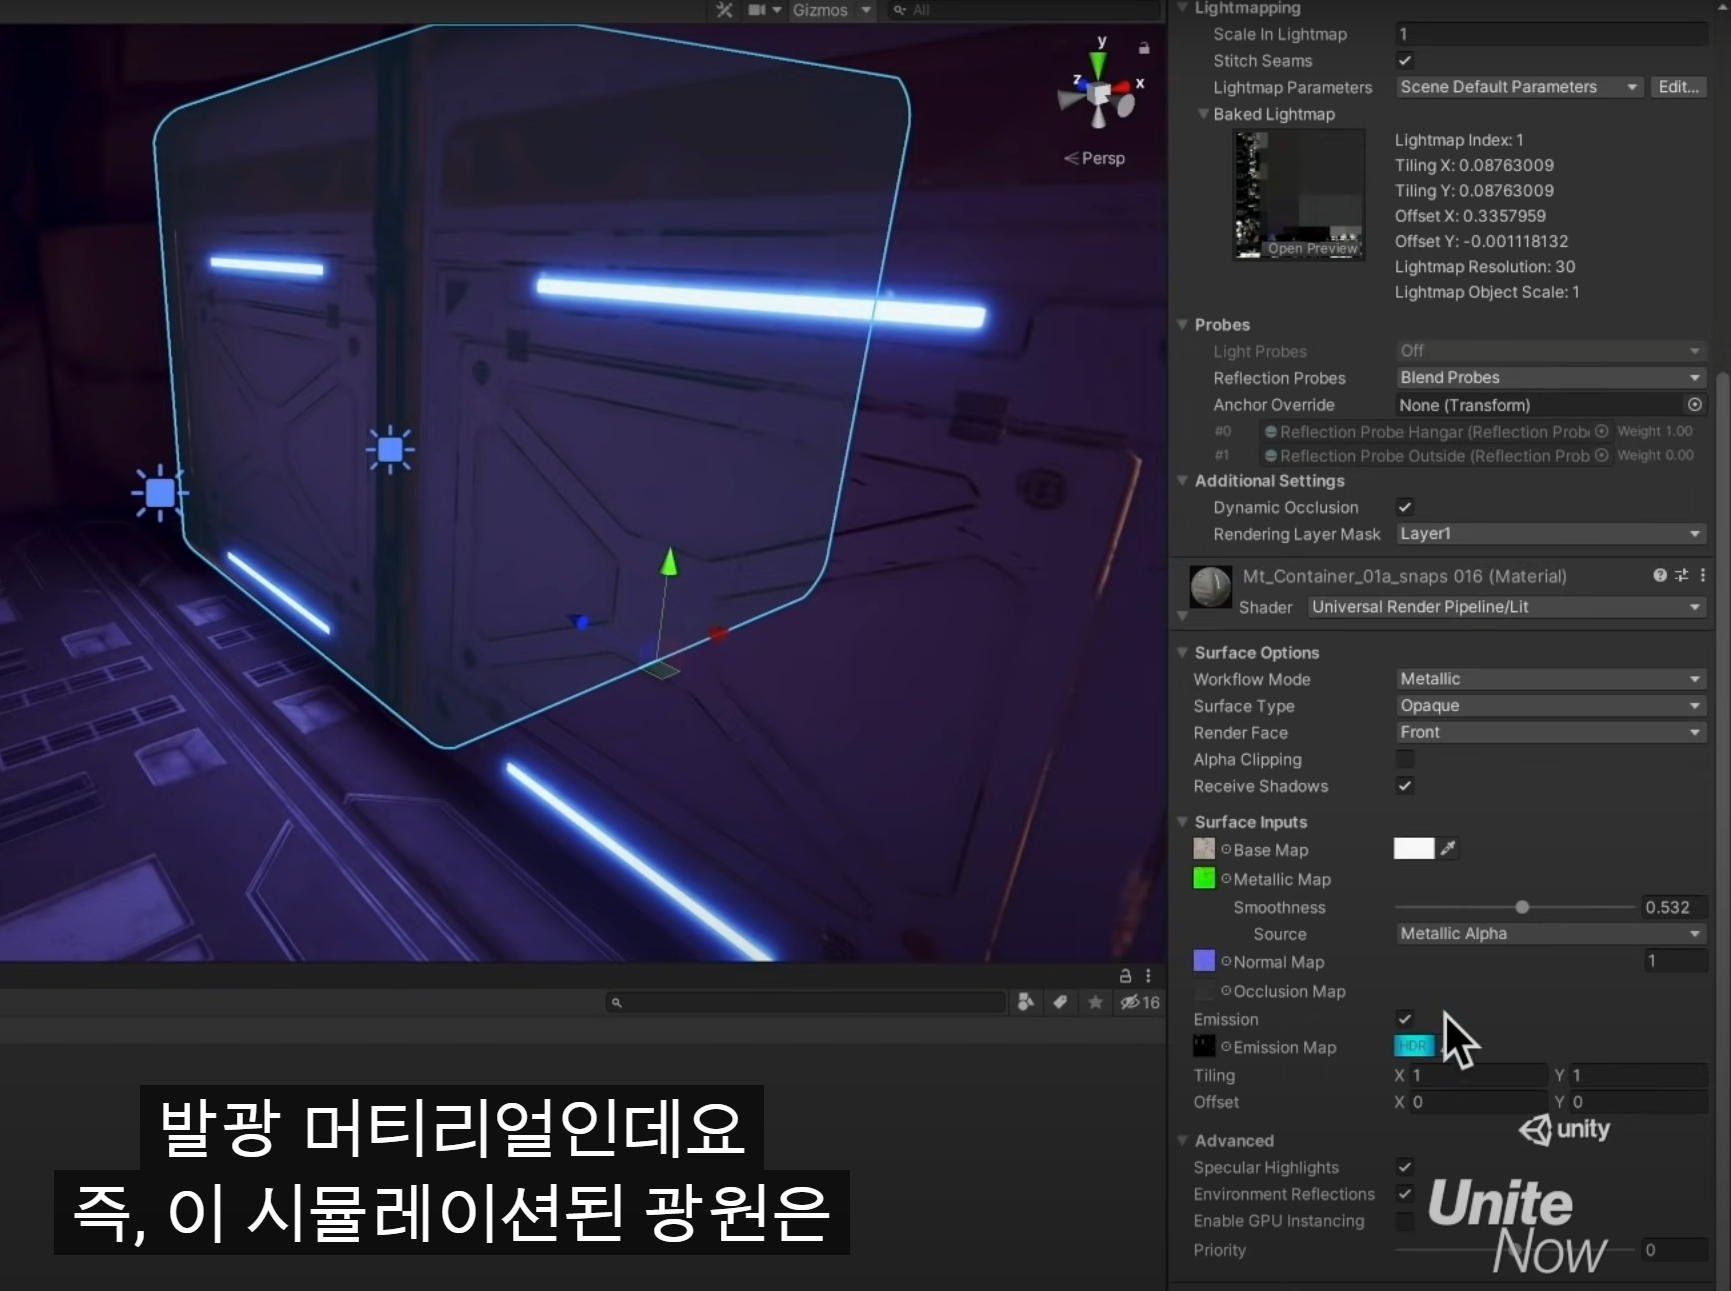 Gizmos
All
y
z
x
Persp
Lightmapping
Scale In Lightmap 1
Stitch Seams
Lightmap Parameters Scene Default Parameters Edit...
Baked Lightmap
Open Preview
Lightmap Index: 1
Tiling X: 0.08763009
Tiling Y: 0.08763009
Offset X: 0.3357959
Offset Y: -0.001118132
Lightmap Resolution: 30
Lightmap Object Scale: 1
Probes
Light Probes Off
Reflection Probes Blend Probes
Anchor Override None (Transform)
#0 Reflection Probe Hangar (Reflection Prob Weight 1.00
#1 Reflection Probe Outside (Reflection Prob Weight 0.00
Additional Settings
Dynamic Occlusion
Rendering Layer Mask Layer1
Mt_Container_01a_snaps 016 (Material)
Shader Universal Render Pipeline/Lit
Surface Options
Workflow Mode Metallic
Surface Type Opaque
Render Face Front
Alpha Clipping
Receive Shadows
Surface Inputs
Base Map
Metallic Map
Smoothness 0.532
Source Metallic Alpha
Normal Map 1
Occlusion Map
Emission
Emission Map HDR
Tiling X 1 Y 1
Offset X 0 Y 0
Advanced
Specular Highlights
Environment Reflections
Enable GPU Instancing
Priority 0
16
unity
Unite
Now
발광 머티리얼인데요
즉, 이 시뮬레이션된 광원은